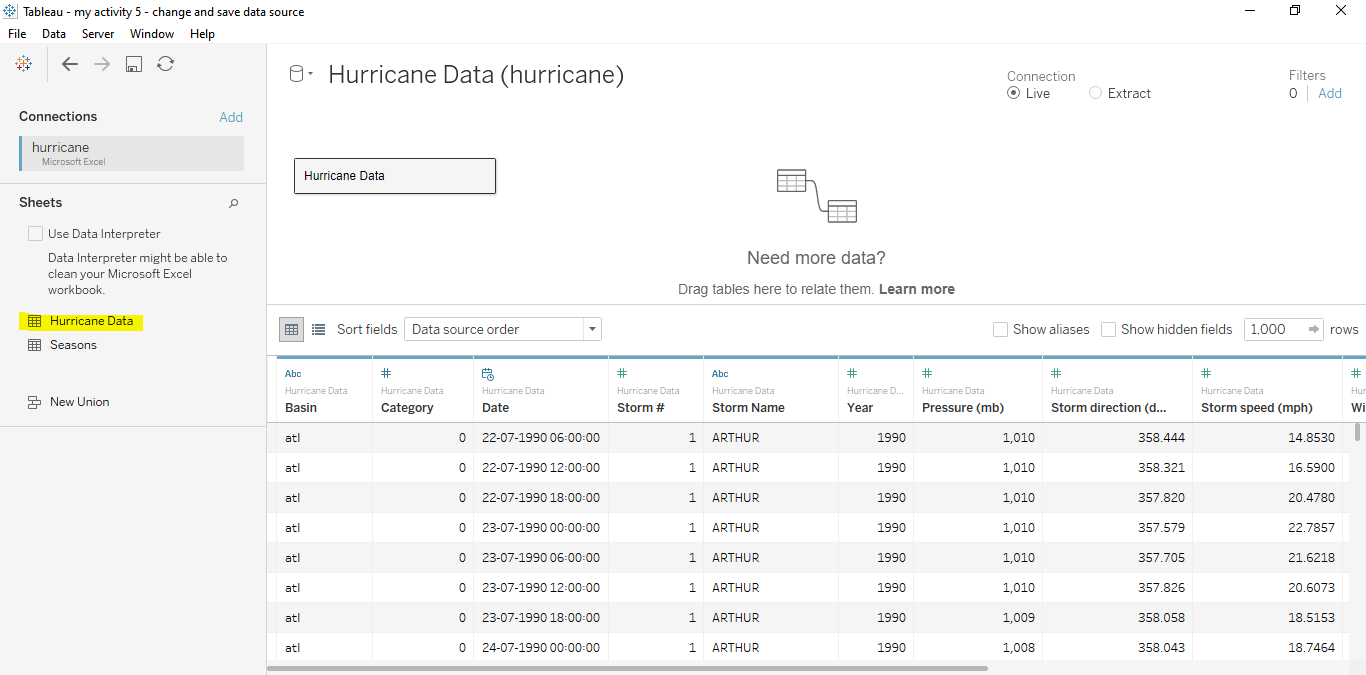 Tableau - my activity 5 - change and save data source
File Data Server Window Help
Connections Add
hurricane
Microsoft Excel
Sheets
Use Data Interpreter
Data Interpreter might be able to
clean your Microsoft Excel
workbook.
Hurricane Data
Seasons
New Union
Hurricane Data (hurricane)
Connection
Live Extract
Filters
0 Add
Hurricane Data
Need more data?
Drag tables here to relate them. Learn more
Sort fields Data source order Show aliases Show hidden fields 1,000 rows
Abc # # Abc # # # # #
Hurricane Data Hurricane Data Hurricane Data Hurricane Data Hurricane Data Hurricane D... Hurricane Data Hurricane Data Hurricane Data Hur
Basin Category Date Storm # Storm Name Year Pressure (mb) Storm direction (d... Storm speed (mph) Wi
atl 0 22-07-1990 06:00:00 1 ARTHUR 1990 1,010 358.444 14.8530
atl 0 22-07-1990 12:00:00 1 ARTHUR 1990 1,010 358.321 16.5900
atl 0 22-07-1990 18:00:00 1 ARTHUR 1990 1,010 357.820 20.4780
atl 0 23-07-1990 00:00:00 1 ARTHUR 1990 1,010 357.579 22.7857
atl 0 23-07-1990 06:00:00 1 ARTHUR 1990 1,010 357.705 21.6218
atl 0 23-07-1990 12:00:00 1 ARTHUR 1990 1,010 357.826 20.6073
atl 0 23-07-1990 18:00:00 1 ARTHUR 1990 1,009 358.058 18.5153
atl 0 24-07-1990 00:00:00 1 ARTHUR 1990 1,008 358.043 18.7464